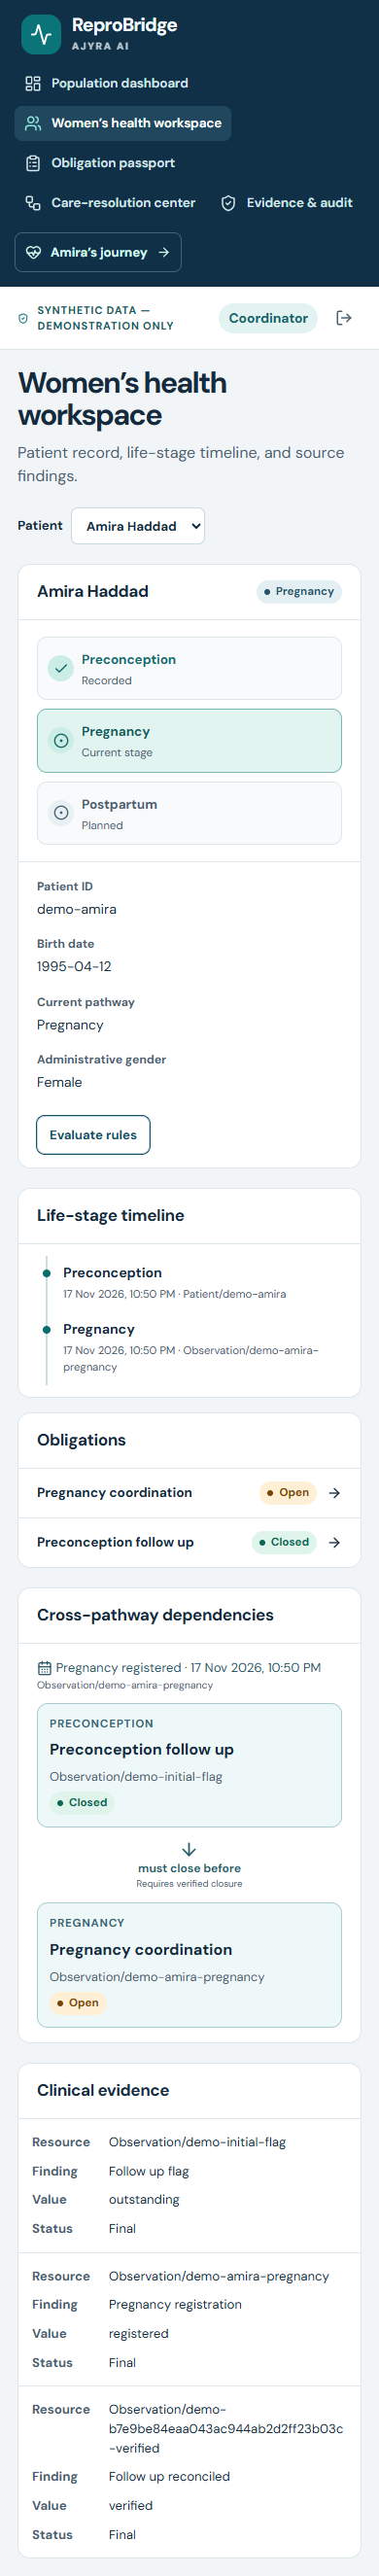 ReproBridge
AJYRA AI
Population dashboard
Women's health workspace
Obligation passport
Care-resolution center
Evidence & audit
Amira's journey
SYNTHETIC DATA —
DEMONSTRATION ONLY
Coordinator
Women's health
workspace
Patient record, life-stage timeline, and source
findings.
Patient
Amira Haddad
Amira Haddad
Pregnancy
Preconception
Recorded
Pregnancy
Current stage
Postpartum
Planned
Patient ID
demo-amira
Birth date
1995-04-12
Current pathway
Pregnancy
Administrative gender
Female
Evaluate rules
Life-stage timeline
Preconception
17 Nov 2026, 10:50 PM · Patient/demo-amira
Pregnancy
17 Nov 2026, 10:50 PM · Observation/demo-amira-
pregnancy
Obligations
Pregnancy coordination
Open
Preconception follow up
Closed
Cross-pathway dependencies
Pregnancy registered · 17 Nov 2026, 10:50 PM
Observation/demo-amira-pregnancy
PRECONCEPTION
Preconception follow up
Observation/demo-initial-flag
Closed
must close before
Requires verified closure
PREGNANCY
Pregnancy coordination
Observation/demo-amira-pregnancy
Open
Clinical evidence
Resource Observation/demo-initial-flag
Finding Follow up flag
Value outstanding
Status Final
Resource Observation/demo-amira-pregnancy
Finding Pregnancy registration
Value registered
Status Final
Resource Observation/demo-
b7e9be84eaa043ac944ab2d2ff23b03c
-verified
Finding Follow up reconciled
Value verified
Status Final